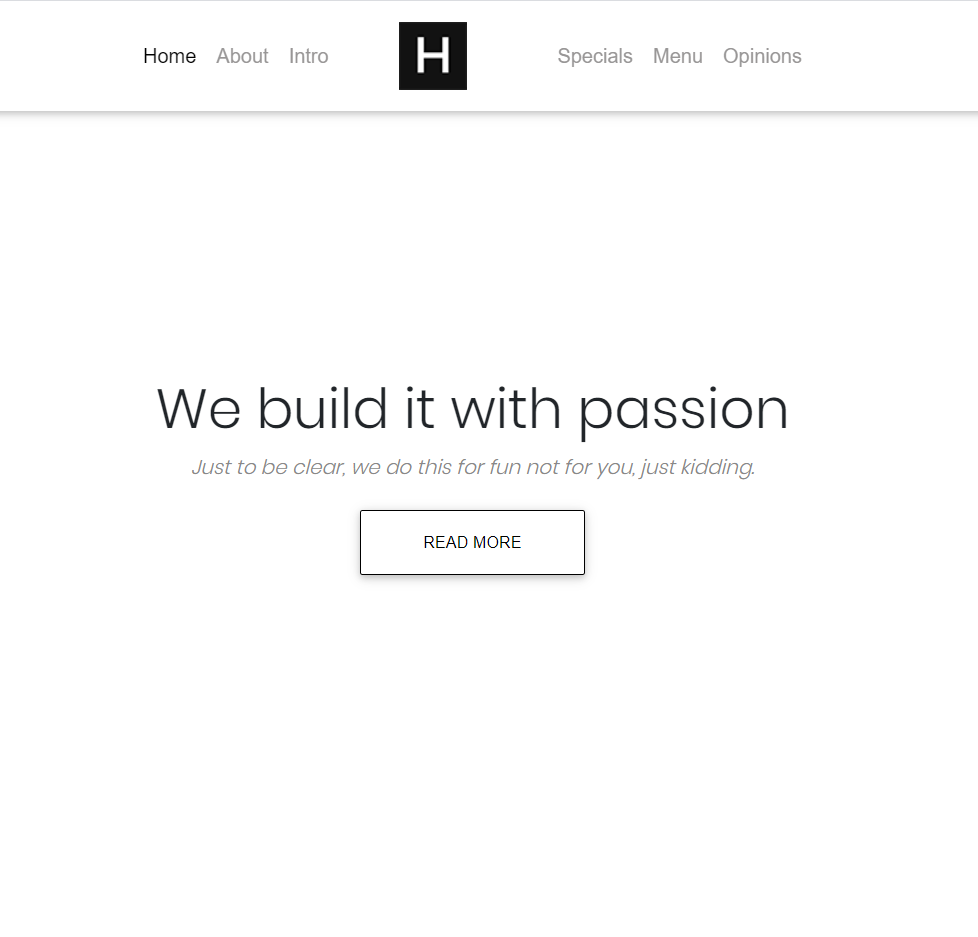 Home About Intro H Specials Menu Opinions
We build it with passion
Just to be clear, we do this for fun not for you, just kidding.
READ MORE